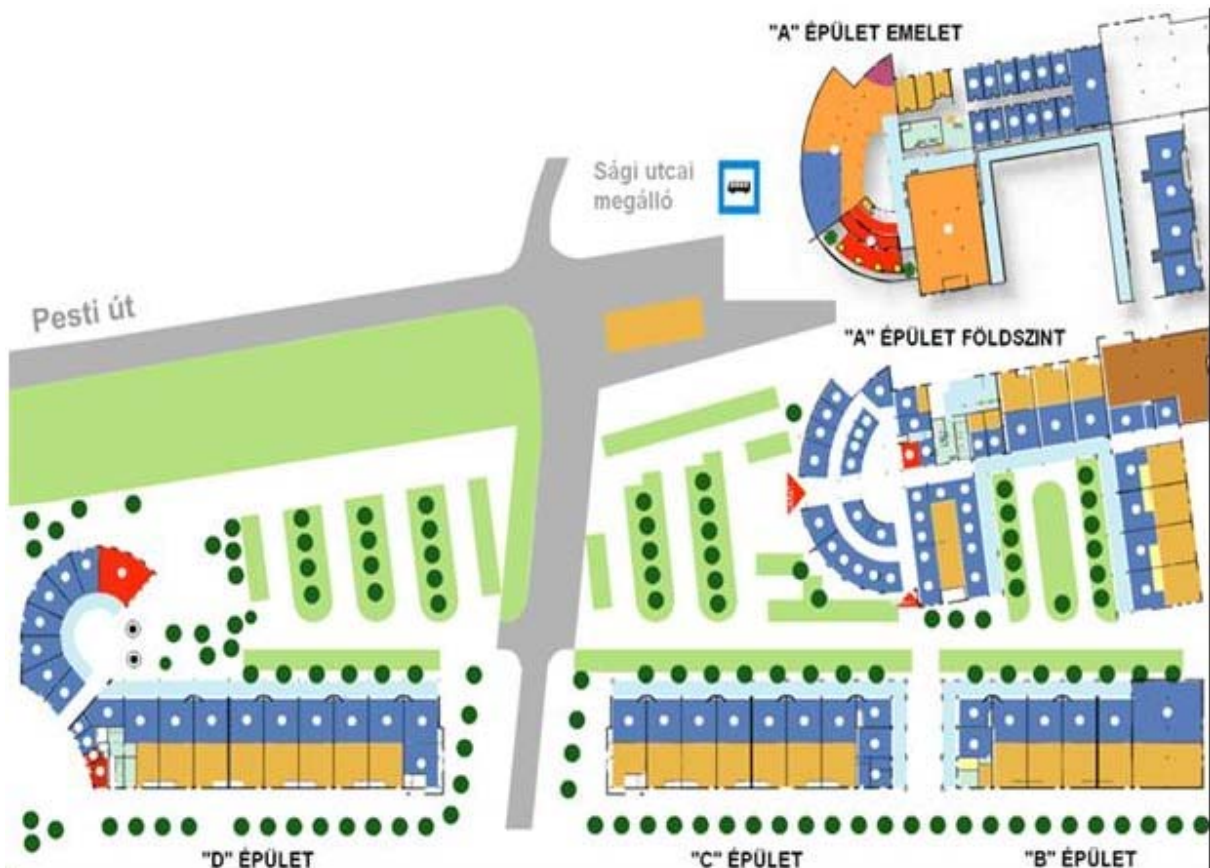 "A" ÉPÜLET EMELET
Sági utcai
megálló
Pesti út
"A" ÉPÜLET FÖLDSZINT
"D" ÉPÜLET
"C" ÉPÜLET
"B" ÉPÜLET